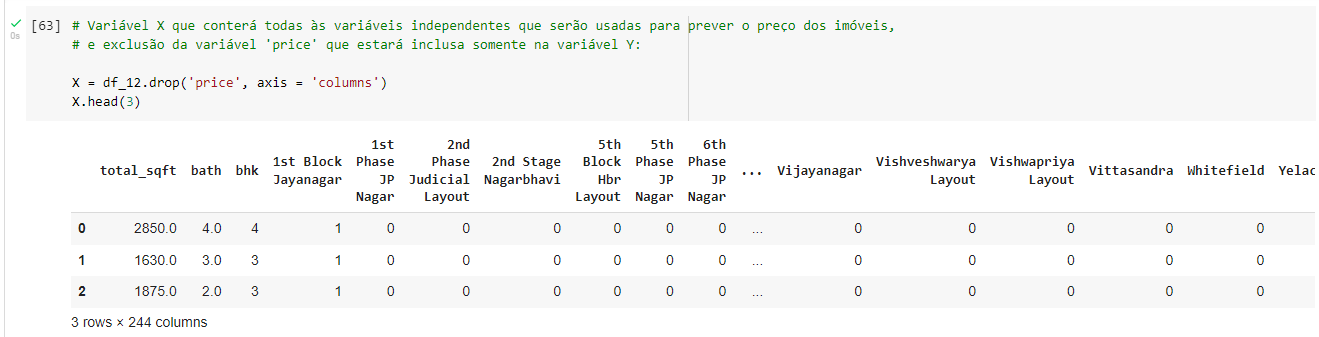 [63] # Variável X que conterá todas às variáveis independentes que serão usadas para prever o preço dos imóveis,
0s
# e exclusão da variável 'price' que estará inclusa somente na variável Y:
X = df_12.drop('price', axis = 'columns')
X.head(3)
total_sqft bath bhk 1st Block Jayanagar 1st Phase JP Nagar 2nd Phase Judicial Layout 2nd Stage Nagarbhavi 5th Block Hbr Layout 5th Phase JP Nagar 6th Phase JP Nagar ... Vijayanagar Vishveshwarya Layout Vishwapriya Layout Vittasandra Whitefield Yelac
0 2850.0 4.0 4 1 0 0 0 0 0 0 ... 0 0 0 0 0
1 1630.0 3.0 3 1 0 0 0 0 0 0 ... 0 0 0 0 0
2 1875.0 2.0 3 1 0 0 0 0 0 0 ... 0 0 0 0 0
3 rows × 244 columns